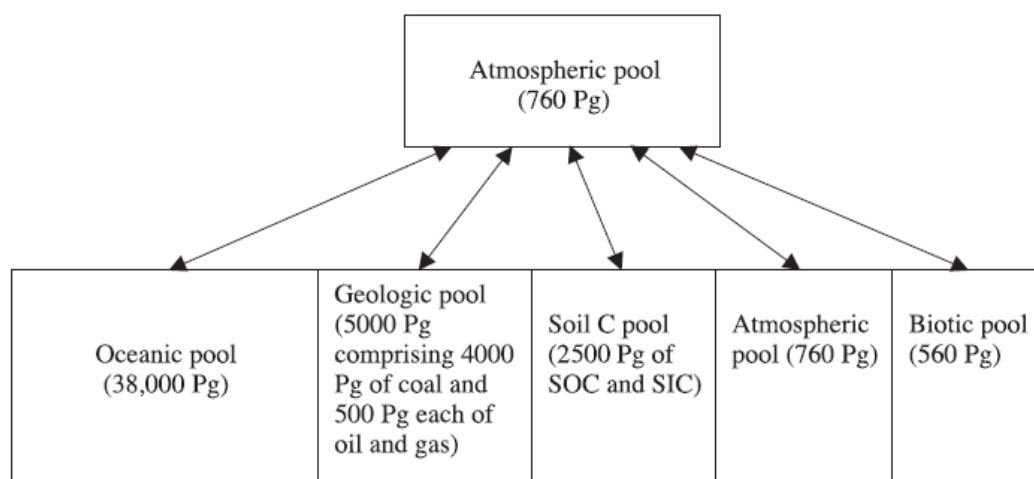 Atmospheric pool
(760 Pg)
Oceanic pool
(38,000 Pg)
Geologic pool
(5000 Pg
comprising 4000
Pg of coal and
500 Pg each of
oil and gas)
Soil C pool
(2500 Pg of
SOC and SIC)
Atmospheric
pool (760 Pg)
Biotic pool
(560 Pg)